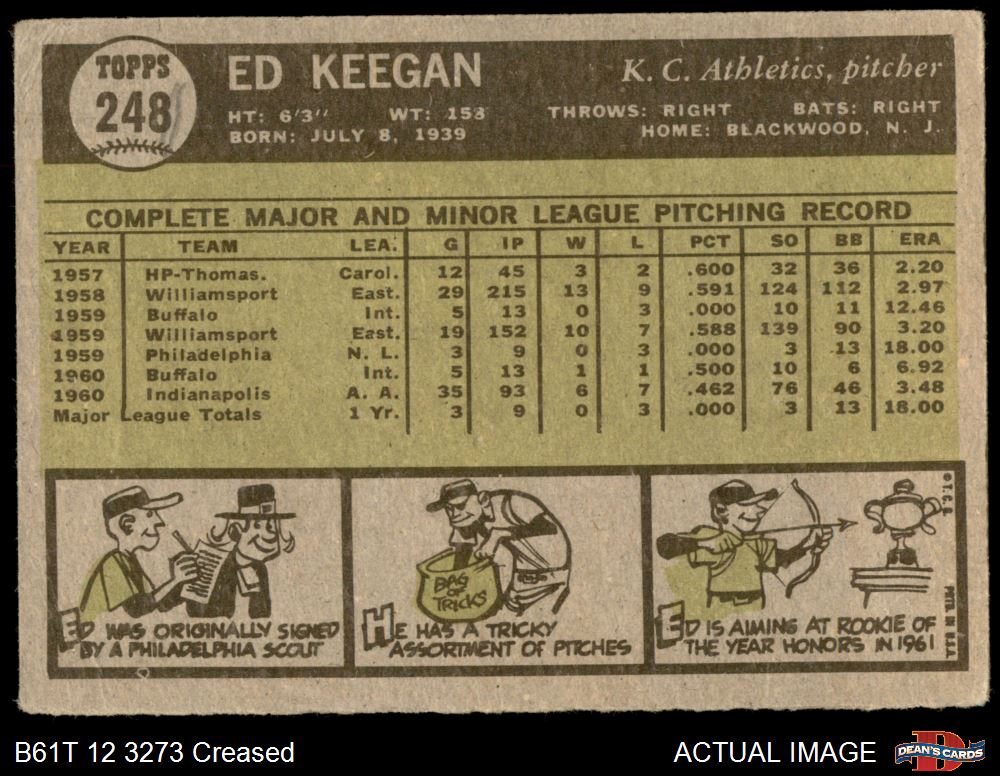 TOPPS
248
ED KEEGAN
K. C. Athletics, pitcher
HT: 6'3" WT: 158 THROWS: RIGHT BATS: RIGHT
BORN: JULY 8, 1939 HOME: BLACKWOOD, N. J.
COMPLETE MAJOR AND MINOR LEAGUE PITCHING RECORD
YEAR TEAM LEA. G IP W L PCT SO BB ERA
1957 HP-Thomas. Carol. 12 45 3 2 .600 32 36 2.20
1958 Williamsport East. 29 215 13 9 .591 124 112 2.97
1959 Buffalo Int. 5 13 0 3 .000 10 11 12.46
1959 Williamsport East. 19 152 10 7 .588 139 90 3.20
1959 Philadelphia N. L. 3 9 0 3 .000 3 13 18.00
1960 Buffalo Int. 5 13 1 1 .500 10 6 6.92
1960 Indianapolis A. A. 35 93 6 7 .462 76 46 3.48
Major League Totals 1 Yr. 3 9 0 3 .000 3 13 18.00
ED WAS ORIGINALLY SIGNED
BY A PHILADELPHIA SCOUT
BAG
OF
TRICKS
HE HAS A TRICKY
ASSORTMENT OF PITCHES
ED IS AIMING AT ROOKIE OF
THE YEAR HONORS IN 1961
© T.C.G.
PRTD. IN U.S.A.
B61T 12 3273 Creased
ACTUAL IMAGE
DEAN'S CARDS